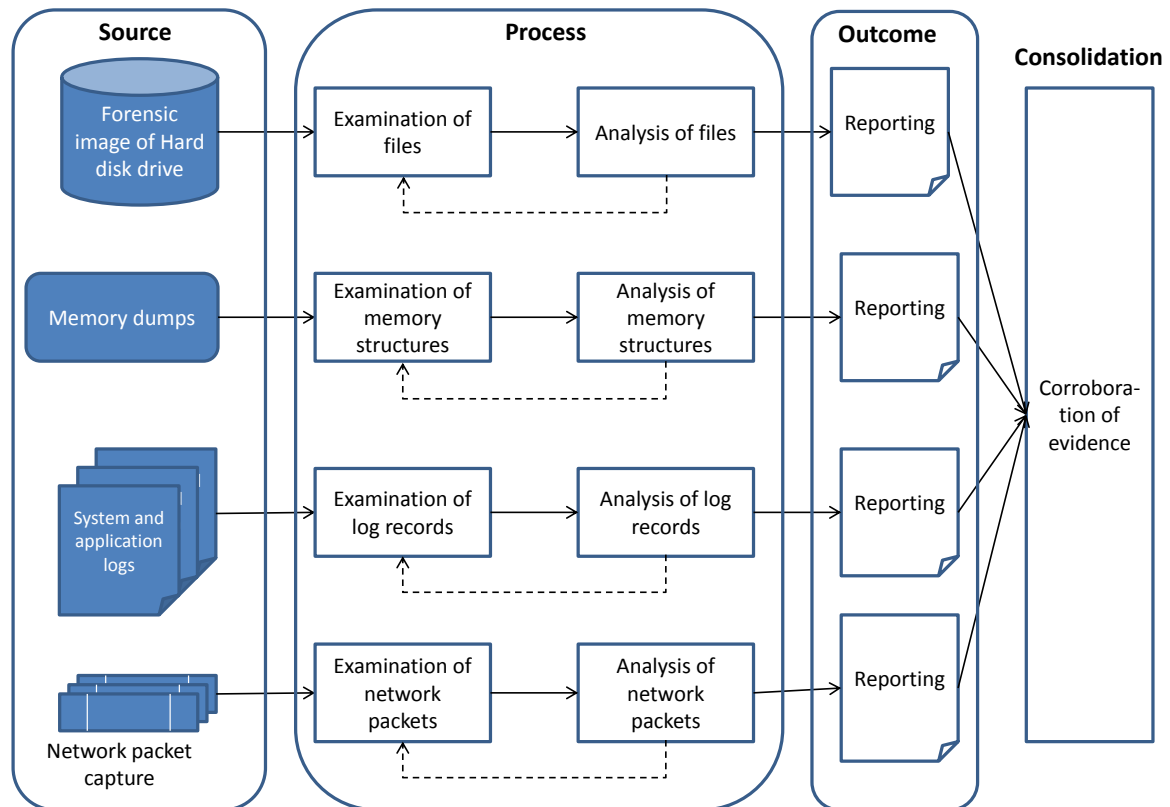 Source
Process
Outcome
Consolidation
Forensic
image of Hard
disk drive
Examination of
files
Analysis of files
Reporting
Memory dumps
Examination of
memory
structures
Analysis of
memory
structures
Reporting
System and
application
logs
Examination of
log records
Analysis of log
records
Reporting
Network packet
capture
Examination of
network
packets
Analysis of
network
packets
Reporting
Corrobora-
tion of
evidence